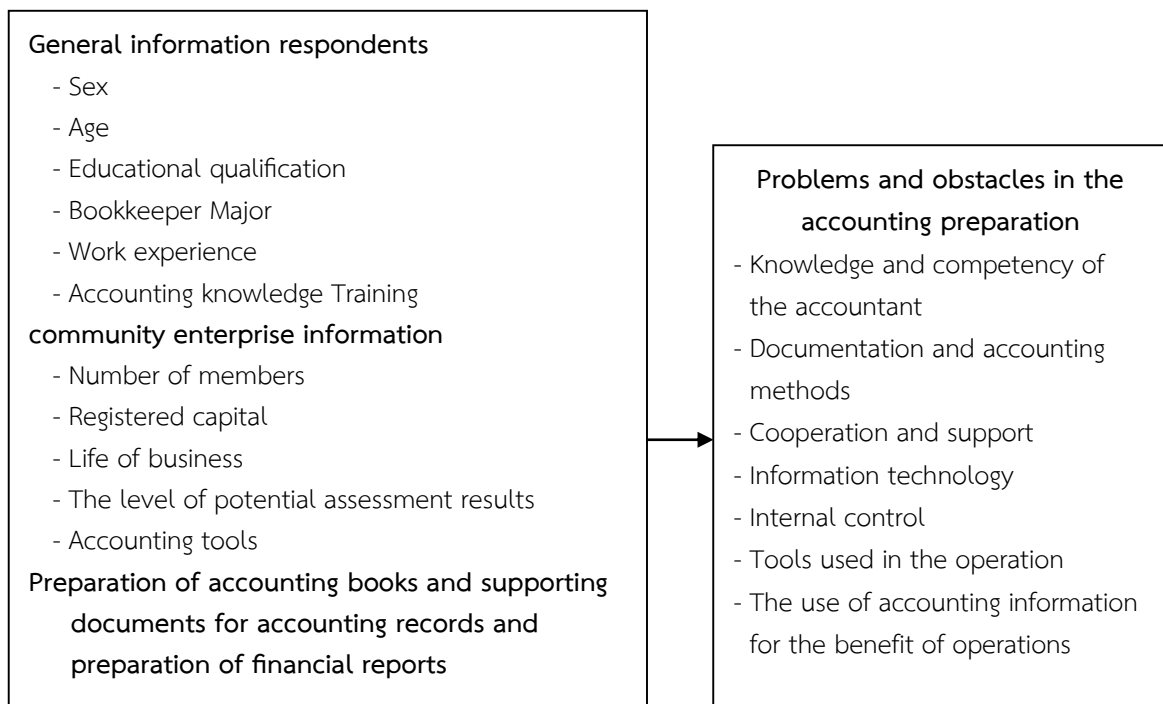 General information respondents
- Sex
- Age
- Educational qualification
- Bookkeeper Major
- Work experience
- Accounting knowledge Training
community enterprise information
- Number of members
- Registered capital
- Life of business
- The level of potential assessment results
- Accounting tools
Preparation of accounting books and supporting
documents for accounting records and
preparation of financial reports
Problems and obstacles in the
accounting preparation
- Knowledge and competency of
the accountant
- Documentation and accounting
methods
- Cooperation and support
- Information technology
- Internal control
- Tools used in the operation
- The use of accounting information
for the benefit of operations